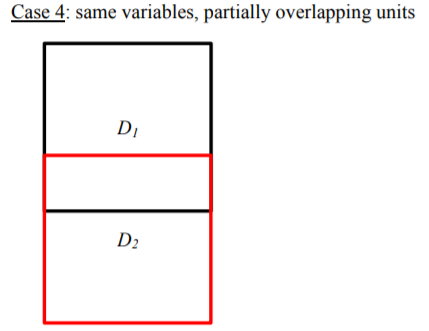 Case 4: same variables, partially overlapping units
D₁
D₂